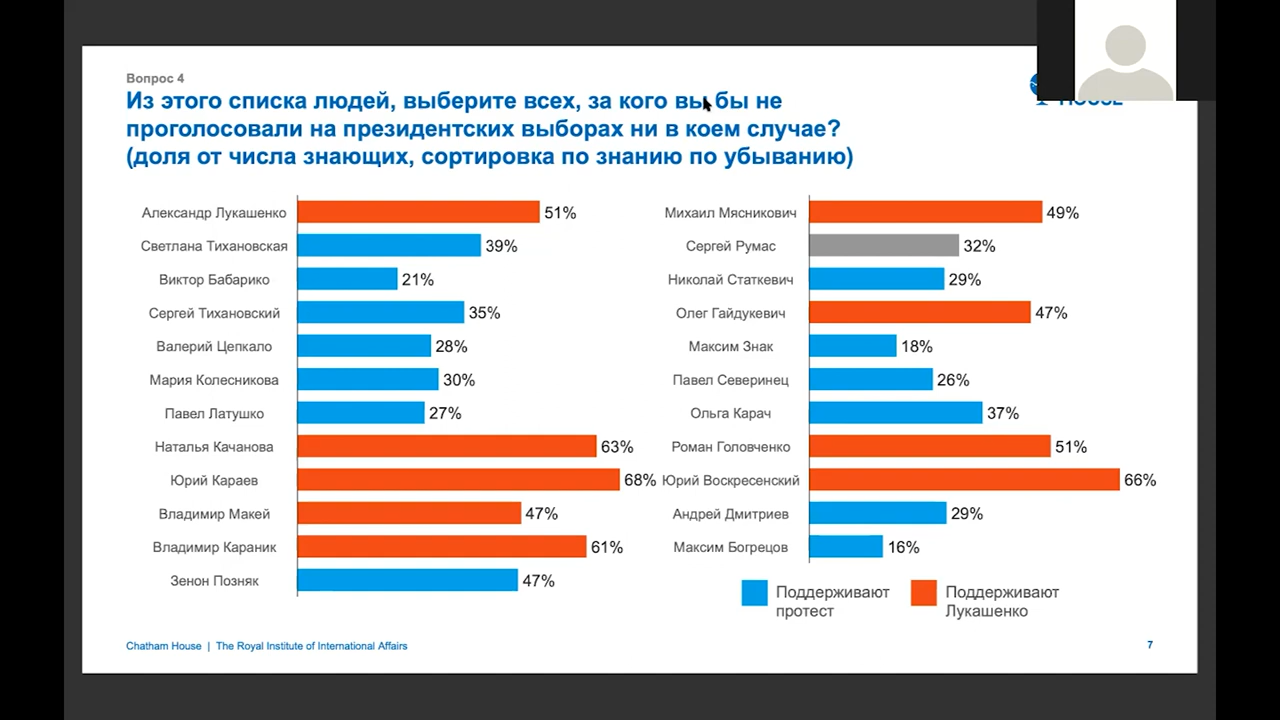 Вопрос 4
Из этого списка людей, выберите всех, за кого вы бы не
проголосовали на президентских выборах ни в коем случае?
(доля от числа знающих, сортировка по знанию по убыванию)
HOUSE
Александр Лукашенко 51%
Светлана Тихановская 39%
Виктор Бабарико 21%
Сергей Тихановский 35%
Валерий Цепкало 28%
Мария Колесникова 30%
Павел Латушко 27%
Наталья Качанова 63%
Юрий Караев 68%
Владимир Макей 47%
Владимир Караник 61%
Зенон Позняк 47%
Михаил Мясникович 49%
Сергей Румас 32%
Николай Статкевич 29%
Олег Гайдукевич 47%
Максим Знак 18%
Павел Северинец 26%
Ольга Карач 37%
Роман Головченко 51%
Юрий Воскресенский 66%
Андрей Дмитриев 29%
Максим Богрецов 16%
Поддерживают
протест
Поддерживают
Лукашенко
Chatham House | The Royal Institute of International Affairs
7